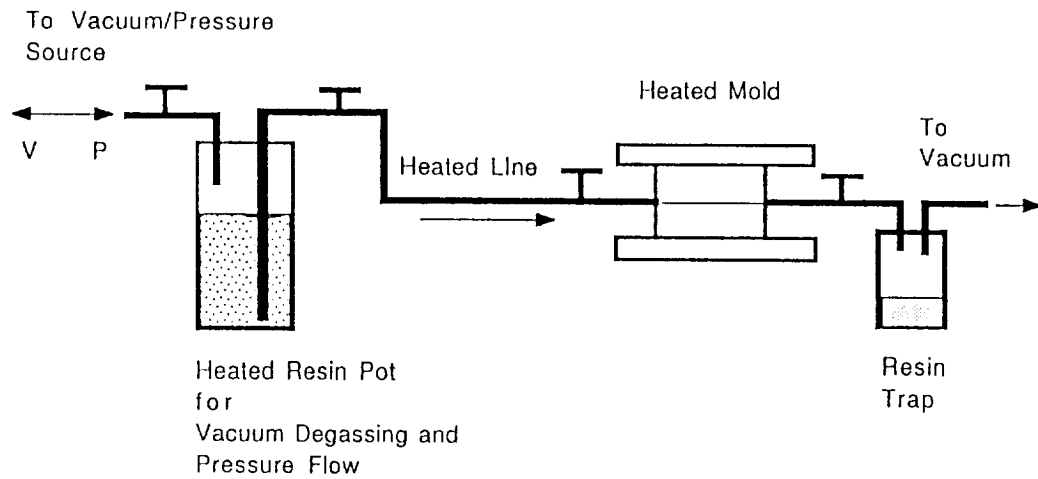 To Vacuum/Pressure
Source
V P
Heated Mold
To
Vacuum
Heated LIne
Heated Resin Pot
for
Vacuum Degassing and
Pressure Flow
Resin
Trap